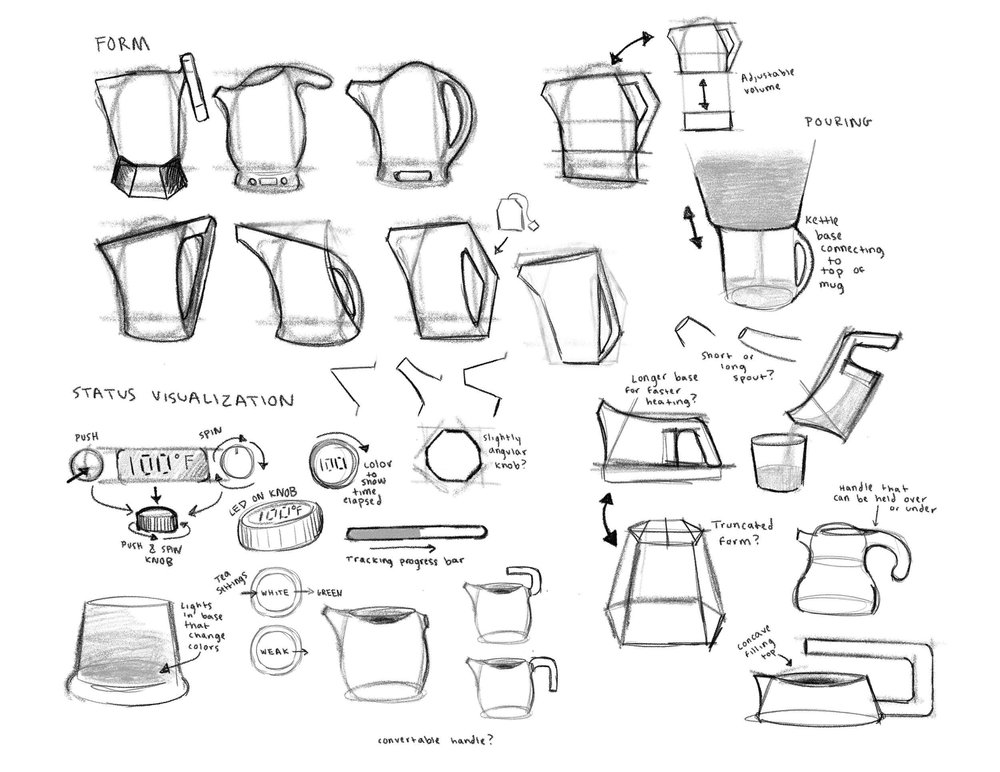 FORM
Adjustable
volume
POURING
Kettle
base
connecting
to
top of
mug
Short or
long
spout?
Longer base
for faster
heating?
STATUS VISUALIZATION
PUSH
SPIN
100°F
100
COLOR
to
show
time
elapsed
slightly
angular
knob?
LED ON KNOB
100°F
PUSH & SPIN
KNOB
Tracking progress bar
Handle that
can be held over
or under
Truncated
form?
Tea
Settings
WHITE
GREEN
WEAK
Lights
in base
that
change
colors
concave
filling
top
convertable handle?